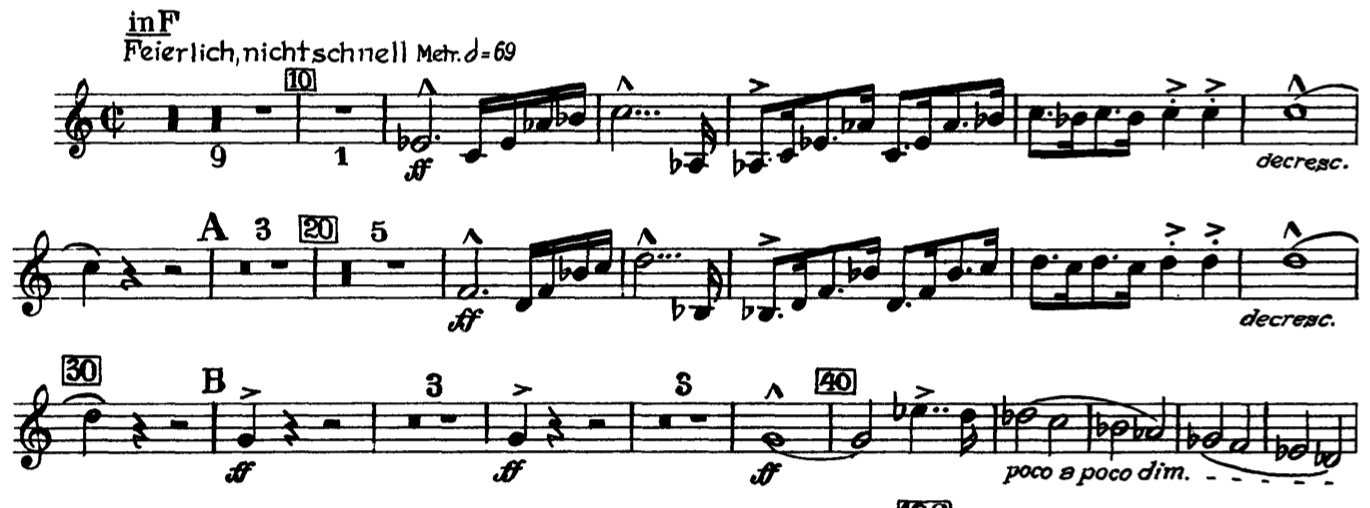 in F
Feierlich, nicht schnell Metr. 𝅗𝅥=69
10
9 1 ff decresc.
A 3 20 5
ff decresc.
30 B 3 3 40
ff ff ff poco a poco dim.